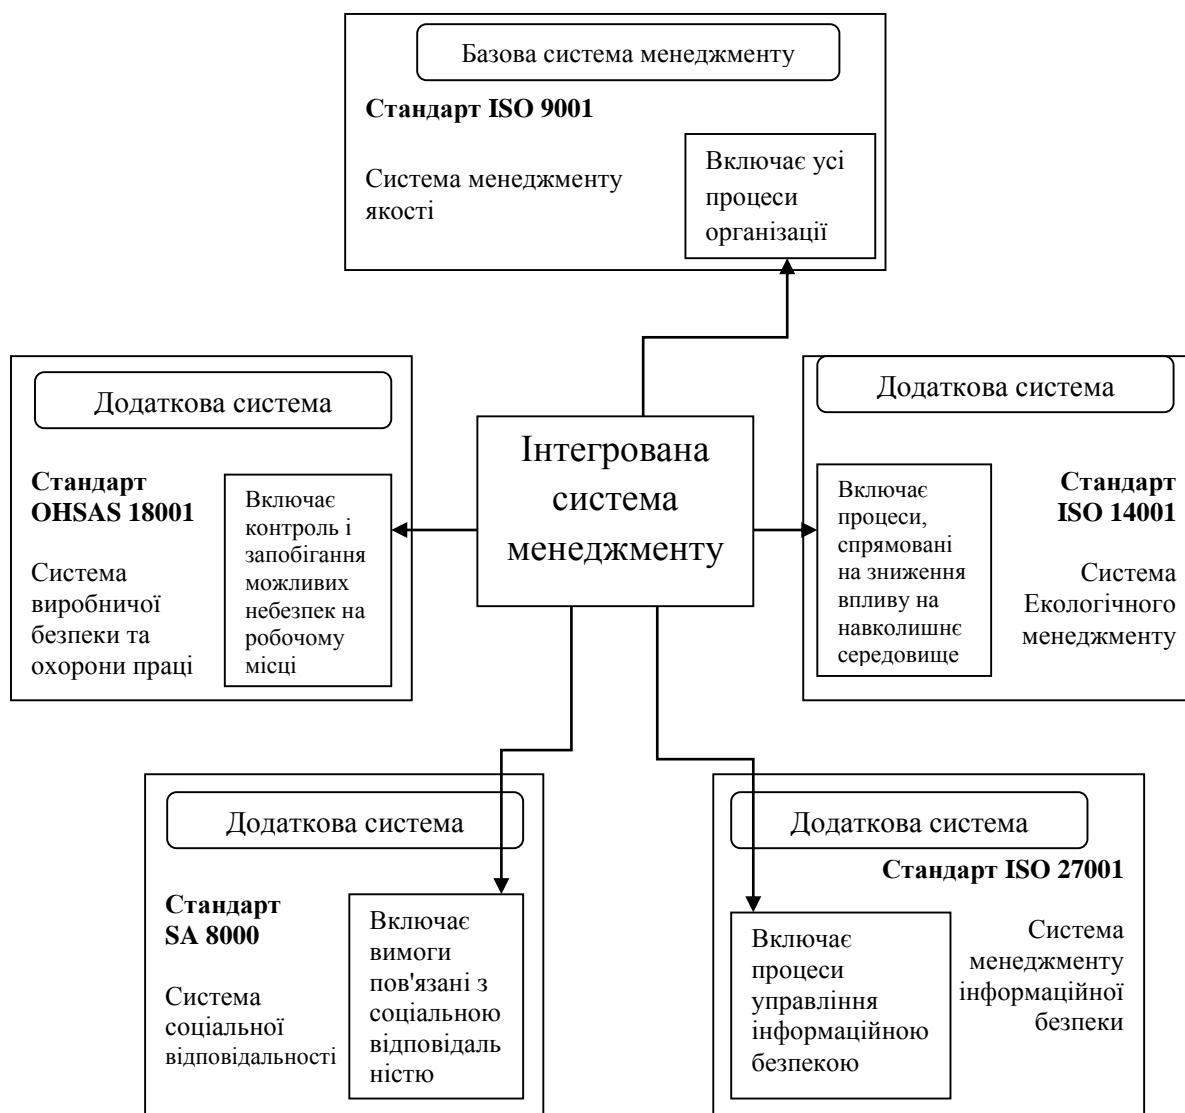 Базова система менеджменту
Стандарт ISO 9001
Система менеджменту
якості
Включає усі
процеси
організації
Додаткова система
Стандарт
OHSAS 18001
Система
виробничої
безпеки та
охорони праці
Включає
контроль і
запобігання
можливих
небезпек на
робочому
місці
Інтегрована
система
менеджменту
Додаткова система
Включає
процеси,
спрямовані
на зниження
впливу на
навколишнє
середовище
Стандарт
ISO 14001
Система
Екологічного
менеджменту
Додаткова система
Стандарт
SA 8000
Система
соціальної
відповідальності
Включає
вимоги
пов'язані з
соціальною
відповідаль
ністю
Додаткова система
Стандарт ISO 27001
Включає
процеси
управління
інформаційною
безпекою
Система
менеджменту
інформаційної
безпеки